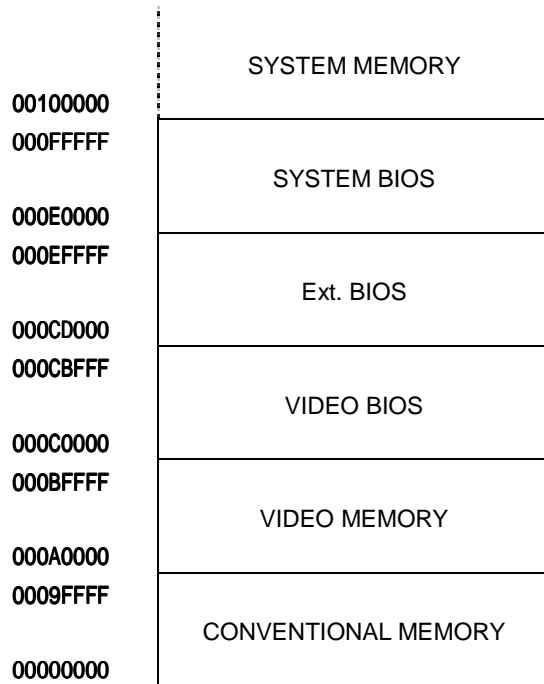 SYSTEM MEMORY
00100000
000FFFFF
SYSTEM BIOS
000E0000
000EFFFF
Ext. BIOS
000CD000
000CBFFF
VIDEO BIOS
000C0000
000BFFFF
VIDEO MEMORY
000A0000
0009FFFF
CONVENTIONAL MEMORY
00000000